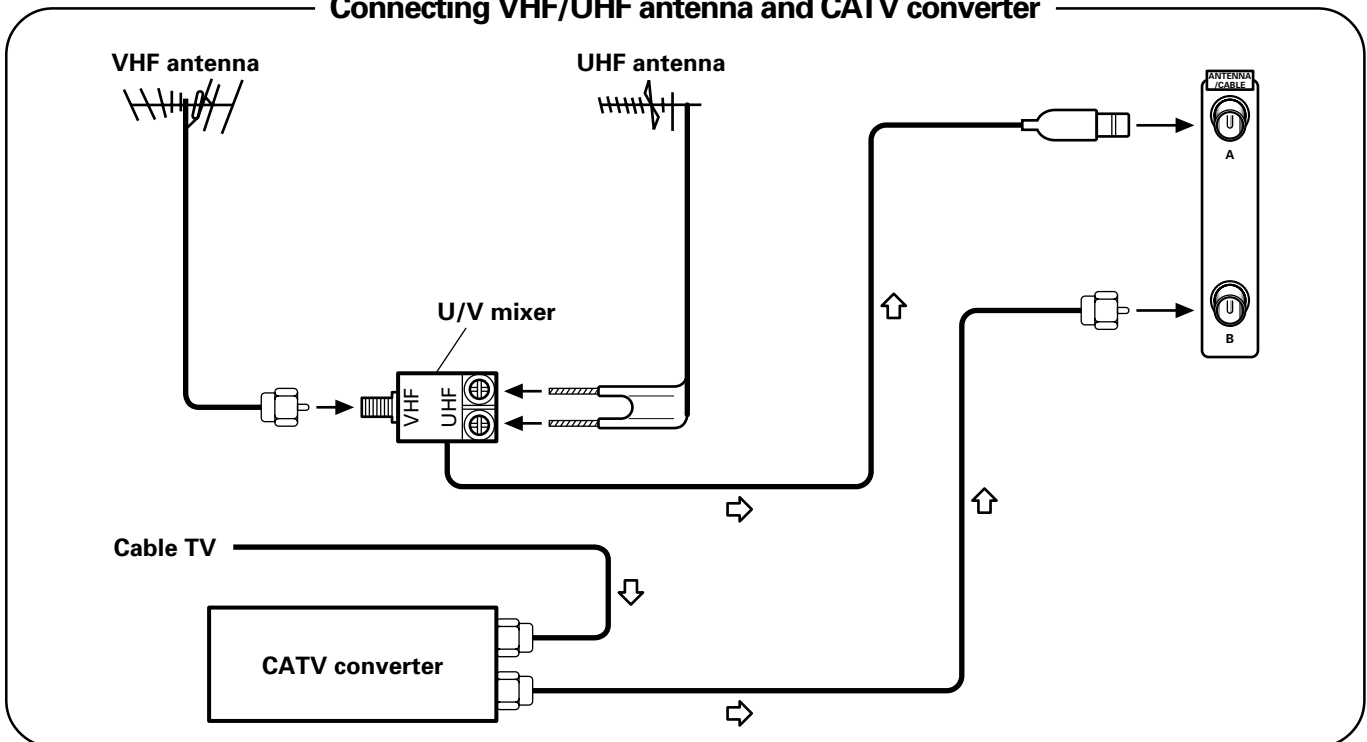 Connecting VHF/UHF antenna and CATV converter
VHF antenna
UHF antenna
ANTENNA
/CABLE
A
U/V mixer
VHF
UHF
B
Cable TV
CATV converter